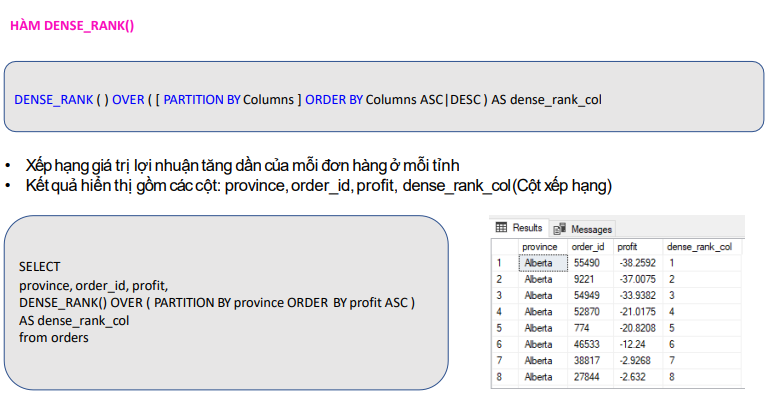 HÀM DENSE_RANK()
DENSE_RANK ( ) OVER ( [ PARTITION BY Columns ] ORDER BY Columns ASC|DESC ) AS dense_rank_col
• Xếp hạng giá trị lợi nhuận tăng dần của mỗi đơn hàng ở mỗi tỉnh
• Kết quả hiển thị gồm các cột: province, order_id, profit, dense_rank_col (Cột xếp hạng)
SELECT
province, order_id, profit,
DENSE_RANK() OVER ( PARTITION BY province ORDER BY profit ASC )
AS dense_rank_col
from orders
Results Messages
province order_id profit dense_rank_col
1 Alberta 55490 -38.2592 1
2 Alberta 9221 -37.0075 2
3 Alberta 54949 -33.9382 3
4 Alberta 52870 -21.0175 4
5 Alberta 774 -20.8208 5
6 Alberta 46533 -12.24 6
7 Alberta 38817 -2.9268 7
8 Alberta 27844 -2.632 8